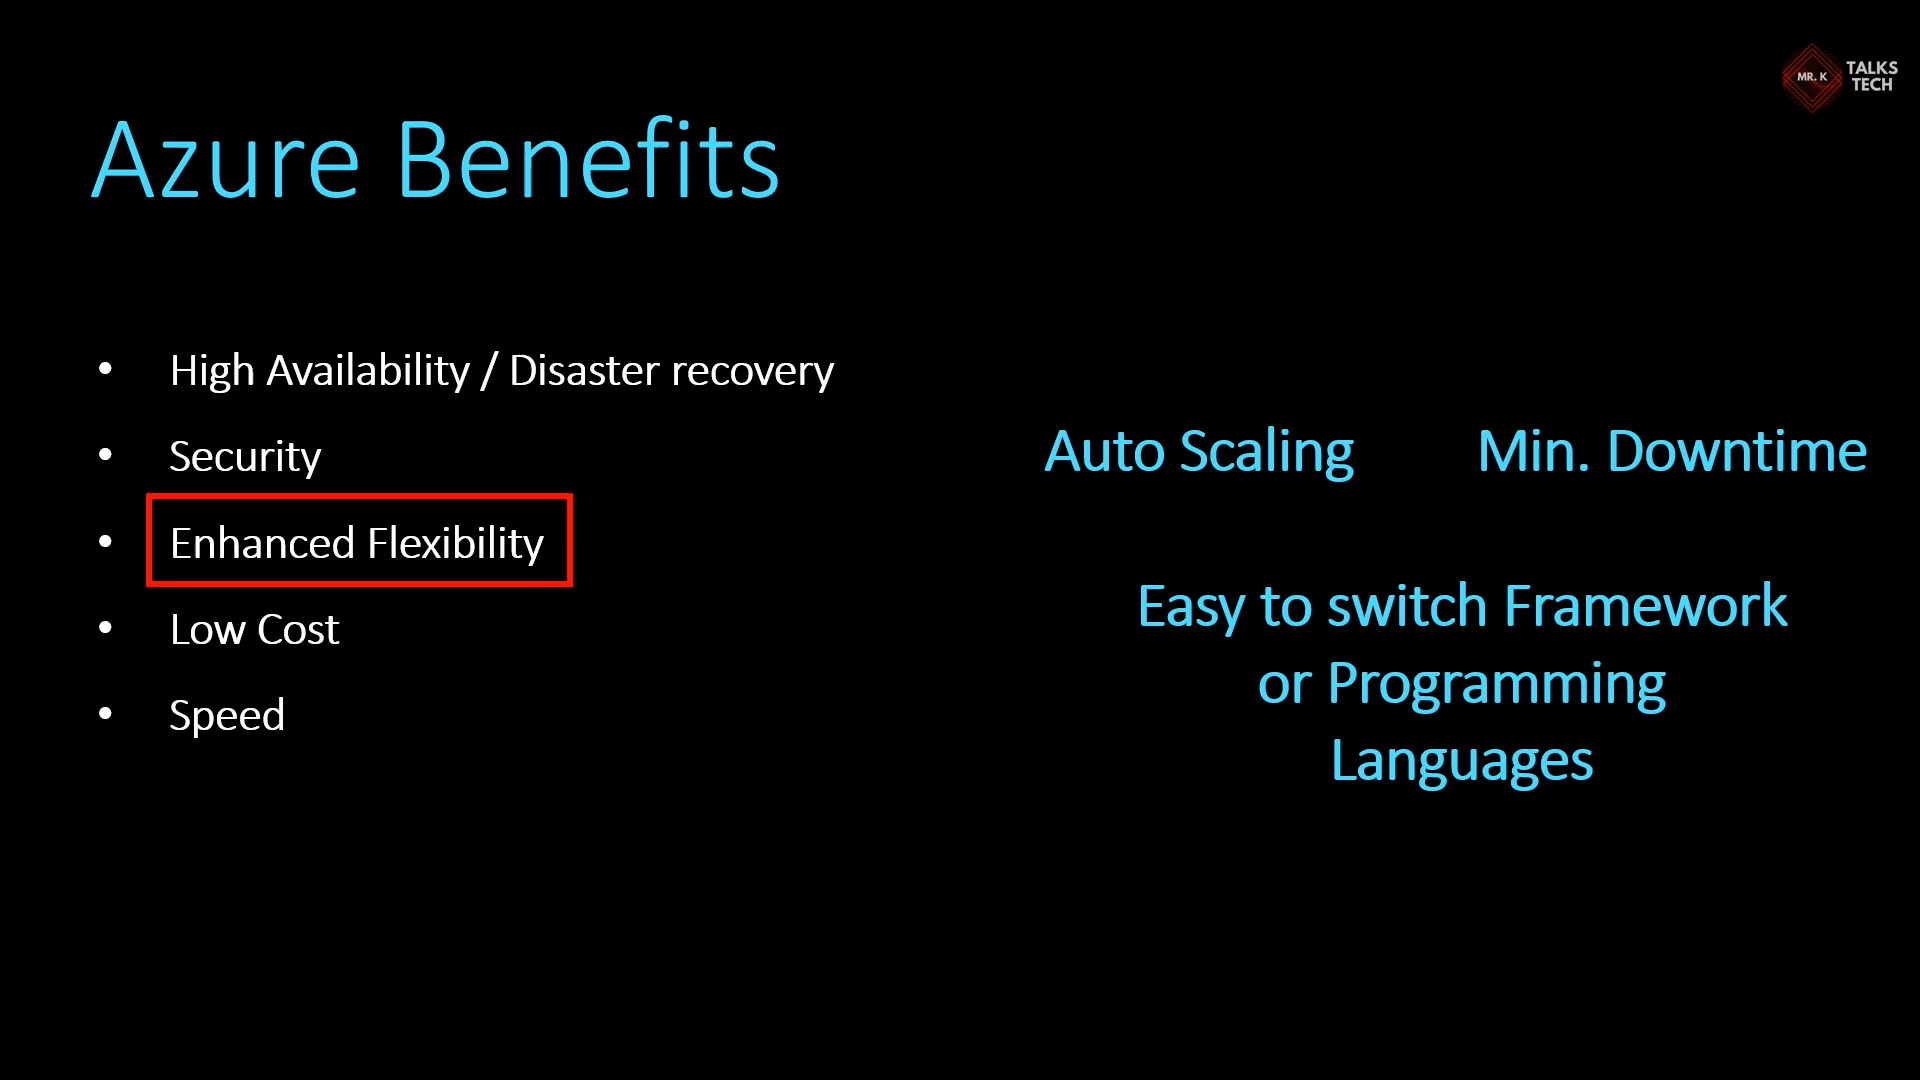 MR. K
TALKS
TECH
Azure Benefits
• High Availability / Disaster recovery
• Security
• Enhanced Flexibility
• Low Cost
• Speed
Auto Scaling
Min. Downtime
Easy to switch Framework
or Programming
Languages